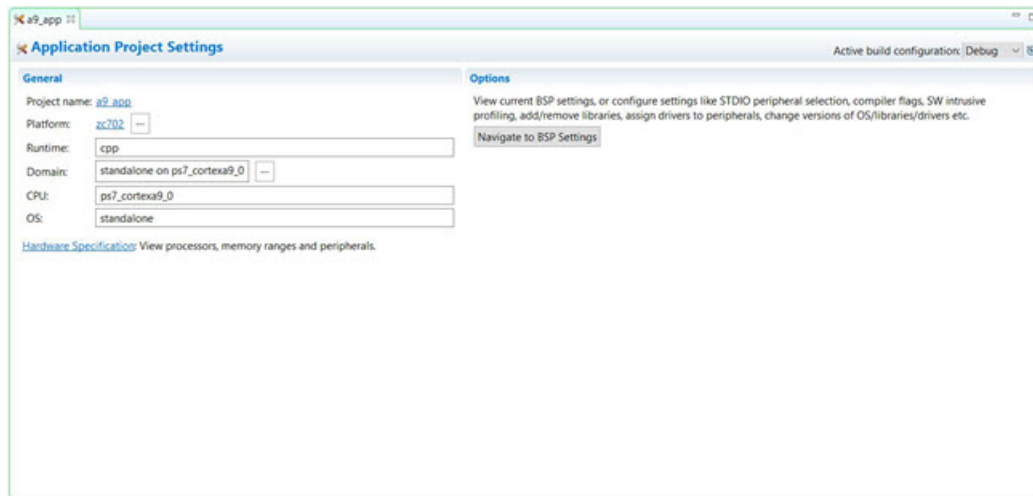 a9_app
Application Project Settings
Active build configuration: Debug
General
Project name: a9_app
Platform: zc702 ...
Runtime: cpp
Domain: standalone on ps7_cortexa9_0 ...
CPU: ps7_cortexa9_0
OS: standalone
Hardware Specification: View processors, memory ranges and peripherals.
Options
View current BSP settings, or configure settings like STDIO peripheral selection, compiler flags, SW intrusive
profiling, add/remove libraries, assign drivers to peripherals, change versions of OS/libraries/drivers etc.
Navigate to BSP Settings